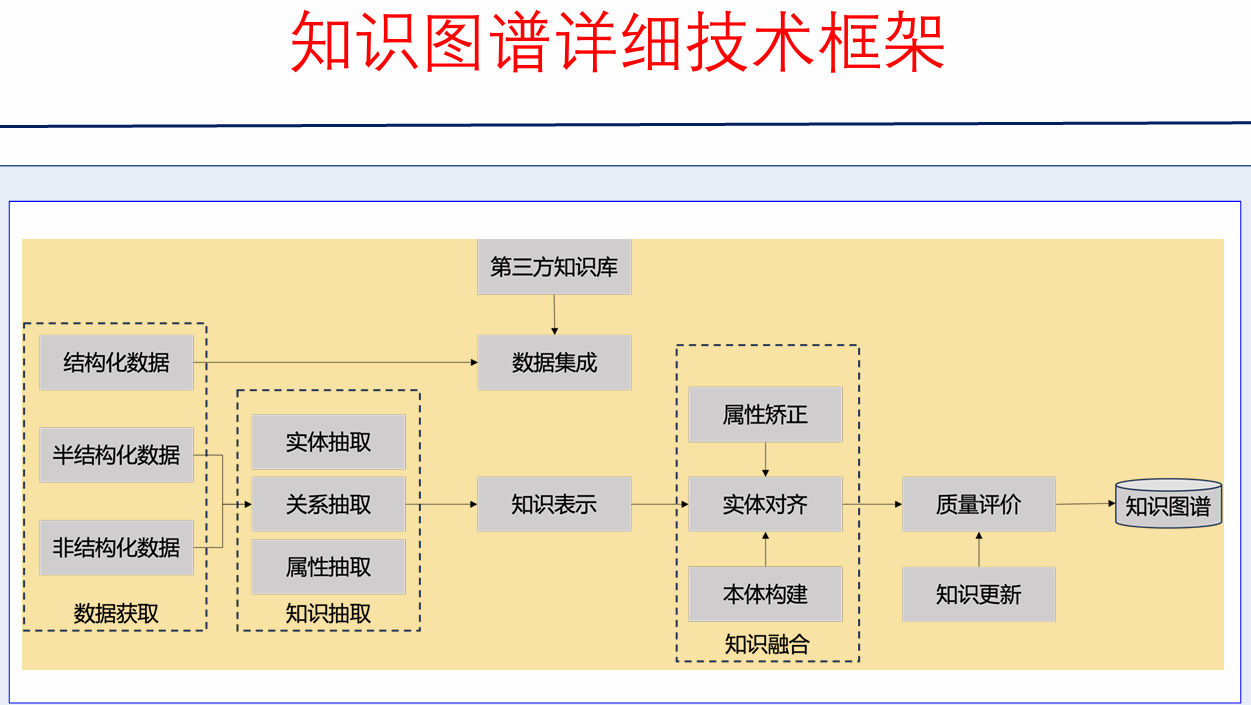 知识图谱详细技术框架
第三方知识库
结构化数据
数据集成
半结构化数据
非结构化数据
数据获取
实体抽取
关系抽取
属性抽取
知识抽取
知识表示
属性矫正
实体对齐
本体构建
知识融合
质量评价
知识更新
知识图谱